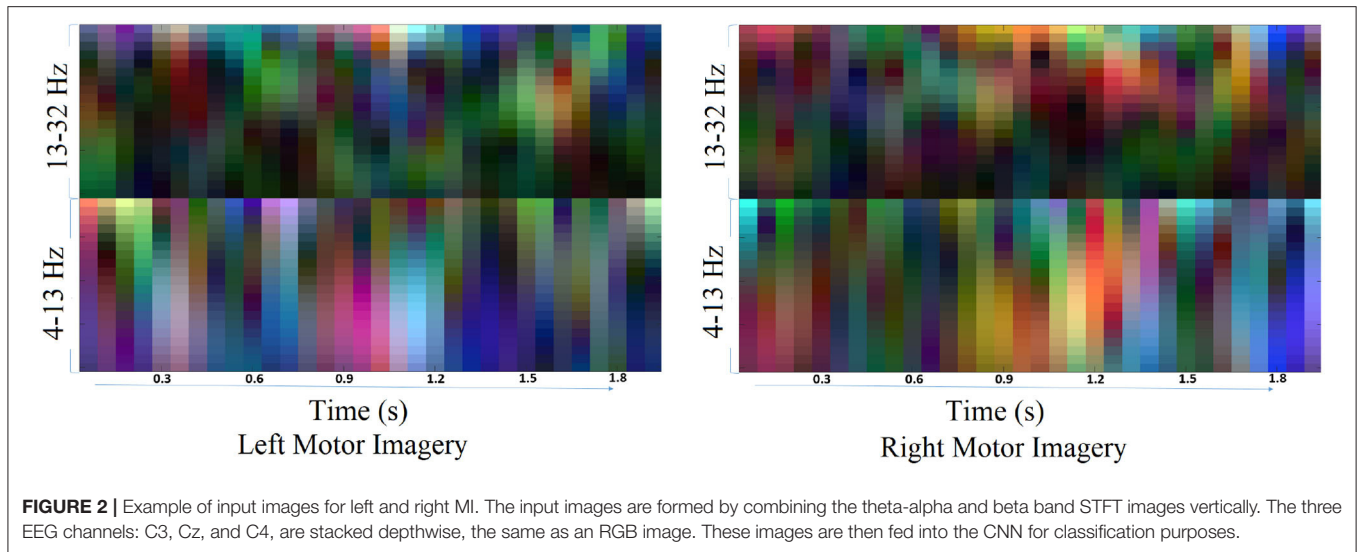 13-32 Hz
4-13 Hz
0.3 0.6 0.9 1.2 1.5 1.8
Time (s)
Left Motor Imagery
13-32 Hz
4-13 Hz
0.3 0.6 0.9 1.2 1.5 1.8
Time (s)
Right Motor Imagery
FIGURE 2 | Example of input images for left and right MI. The input images are formed by combining the theta-alpha and beta band STFT images vertically. The three
EEG channels: C3, Cz, and C4, are stacked depthwise, the same as an RGB image. These images are then fed into the CNN for classification purposes.